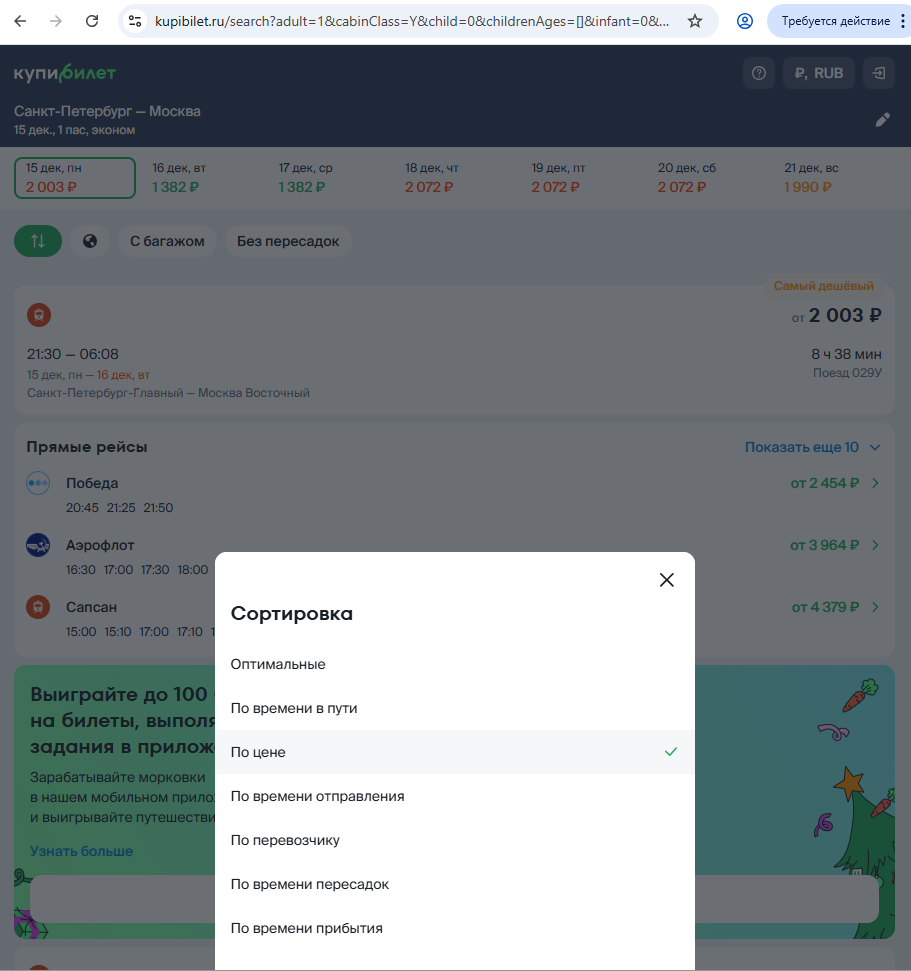 kupibilet.ru/search?adult=1&cabinClass=Y&child=0&childrenAges=[]&infant=0&...
Требуется действие
купибилет
₽, RUB
Санкт-Петербург — Москва
15 дек., 1 пас, эконом
15 дек, пн
16 дек, вт
17 дек, ср
18 дек, чт
19 дек, пт
20 дек, сб
21 дек, вс
2 003 ₽
1 382 ₽
1 382 ₽
2 072 ₽
2 072 ₽
2 072 ₽
1 990 ₽
С багажом
Без пересадок
Самый дешёвый
от 2 003 ₽
21:30 — 06:08
8 ч 38 мин
15 дек, пн — 16 дек, вт
Поезд 029У
Санкт-Петербург-Главный — Москва Восточный
Прямые рейсы
Показать еще 10
Победа
от 2 454 ₽
20:45 21:25 21:50
Аэрофлот
от 3 964 ₽
16:30 17:00 17:30 18:00
Сапсан
от 4 379 ₽
15:00 15:10 17:00 17:10
Сортировка
Оптимальные
По времени в пути
По цене
По времени отправления
По перевозчику
По времени пересадок
По времени прибытия
Выиграйте до 100
на билеты, выполя
задания в прилож
Зарабатывайте морковки
в нашем мобильном прило
и выигрывайте путешестви
Узнать больше